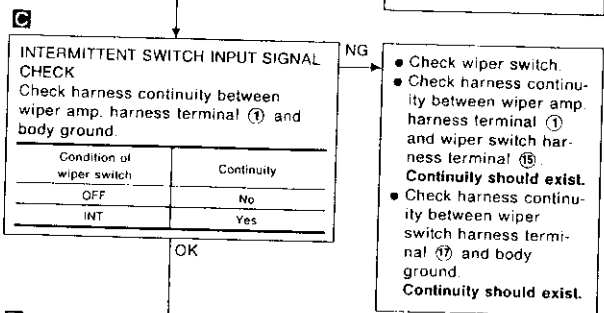 C
INTERMITTENT SWITCH INPUT SIGNAL
CHECK
Check harness continuity between
wiper amp. harness terminal ① and
body ground.
Condition of
wiper switch
Continuity
OFF
No
INT
Yes
NG
OK
● Check wiper switch.
● Check harness continu-
ity between wiper amp.
harness terminal ①
and wiper switch har-
ness terminal ⑮.
Continuity should exist.
● Check harness continu-
ity between wiper
switch harness termi-
nal ⑰ and body
ground.
Continuity should exist.